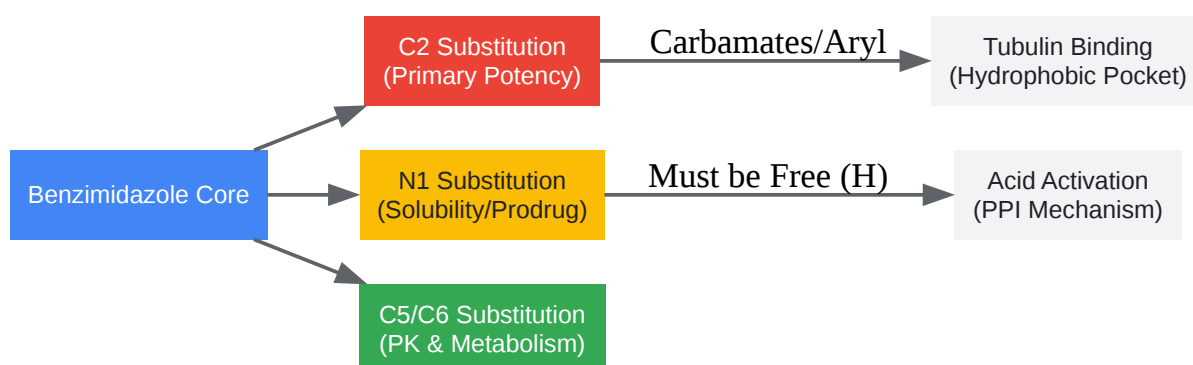 C2 Substitution
(Primary Potency)
Carbamates/Aryl
Tubulin Binding
(Hydrophobic Pocket)
Benzimidazole Core
N1 Substitution
(Solubility/Prodrug)
Must be Free (H)
Acid Activation
(PPI Mechanism)
C5/C6 Substitution
(PK & Metabolism)